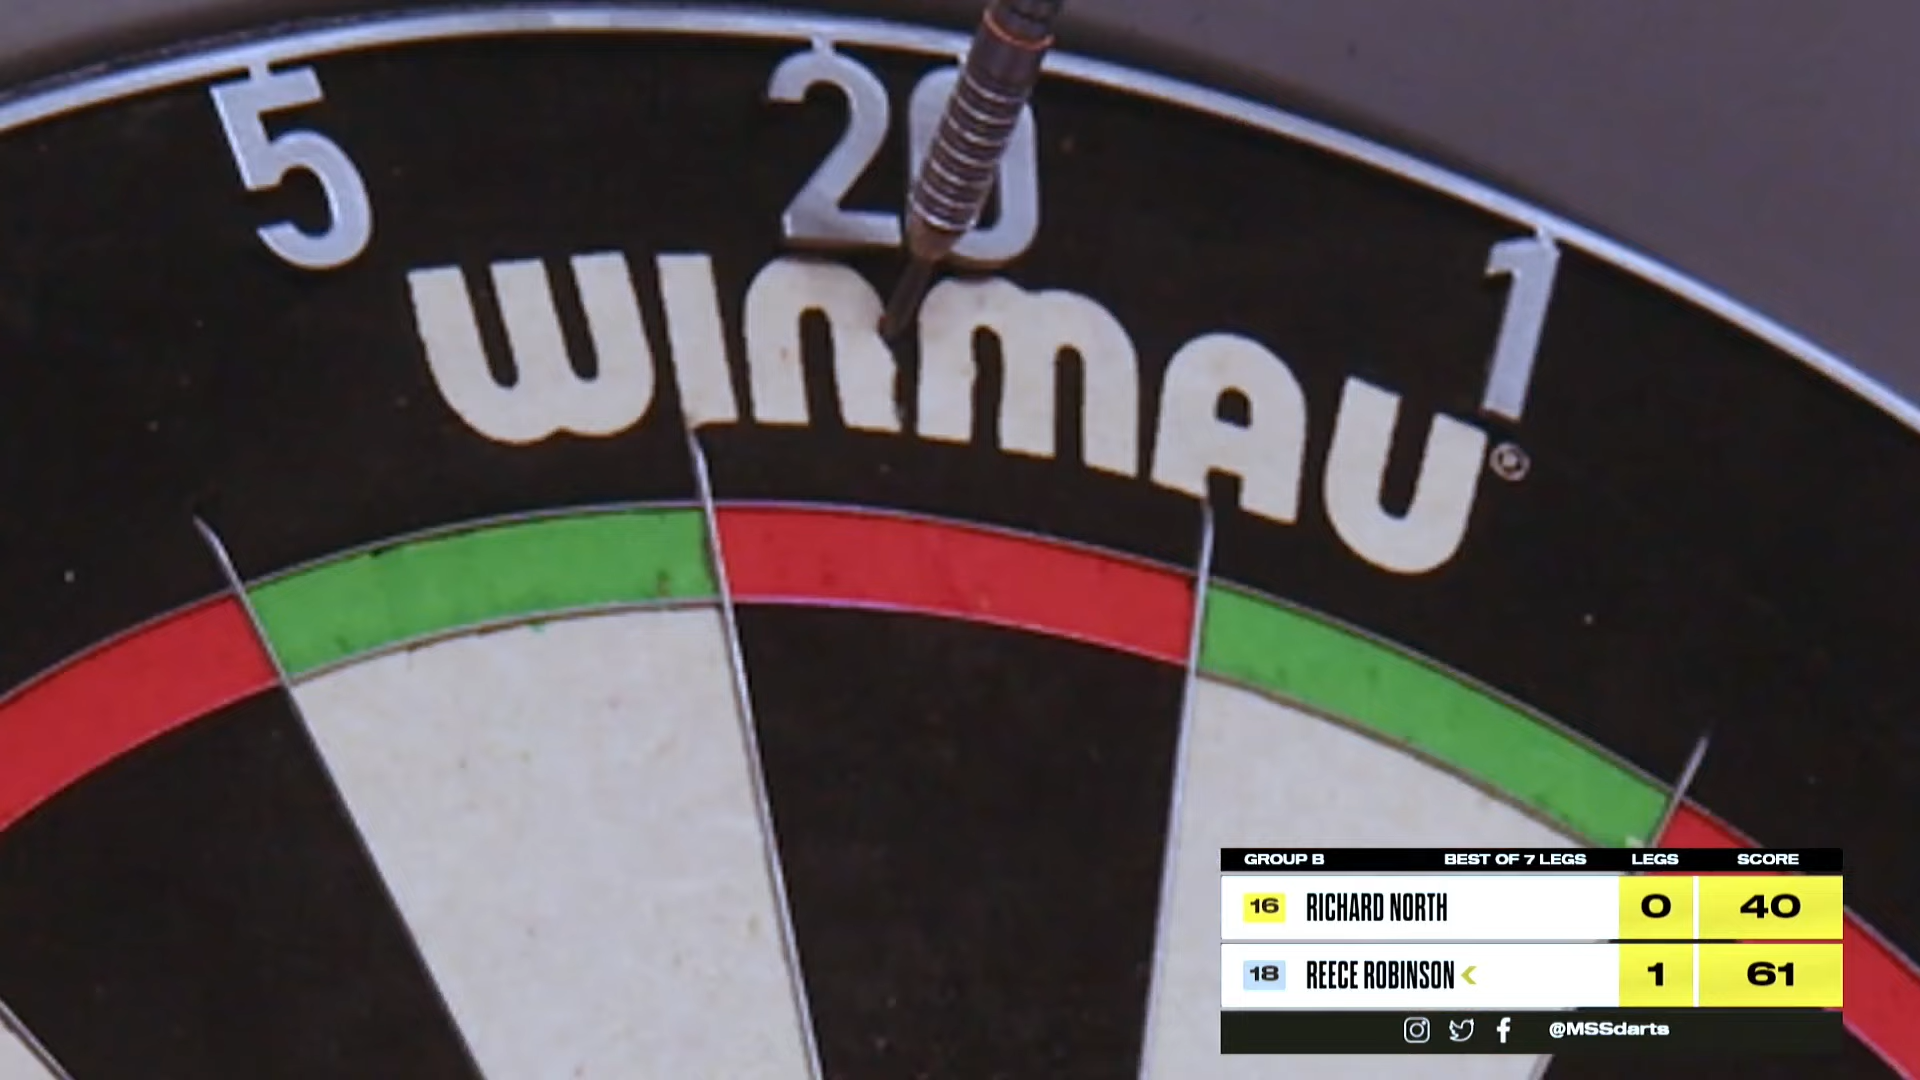 5 20 1
WINMAU®
GROUP B BEST OF 7 LEGS LEGS SCORE
16 RICHARD NORTH 0 40
18 REECE ROBINSON 1 61
@MSSdarts